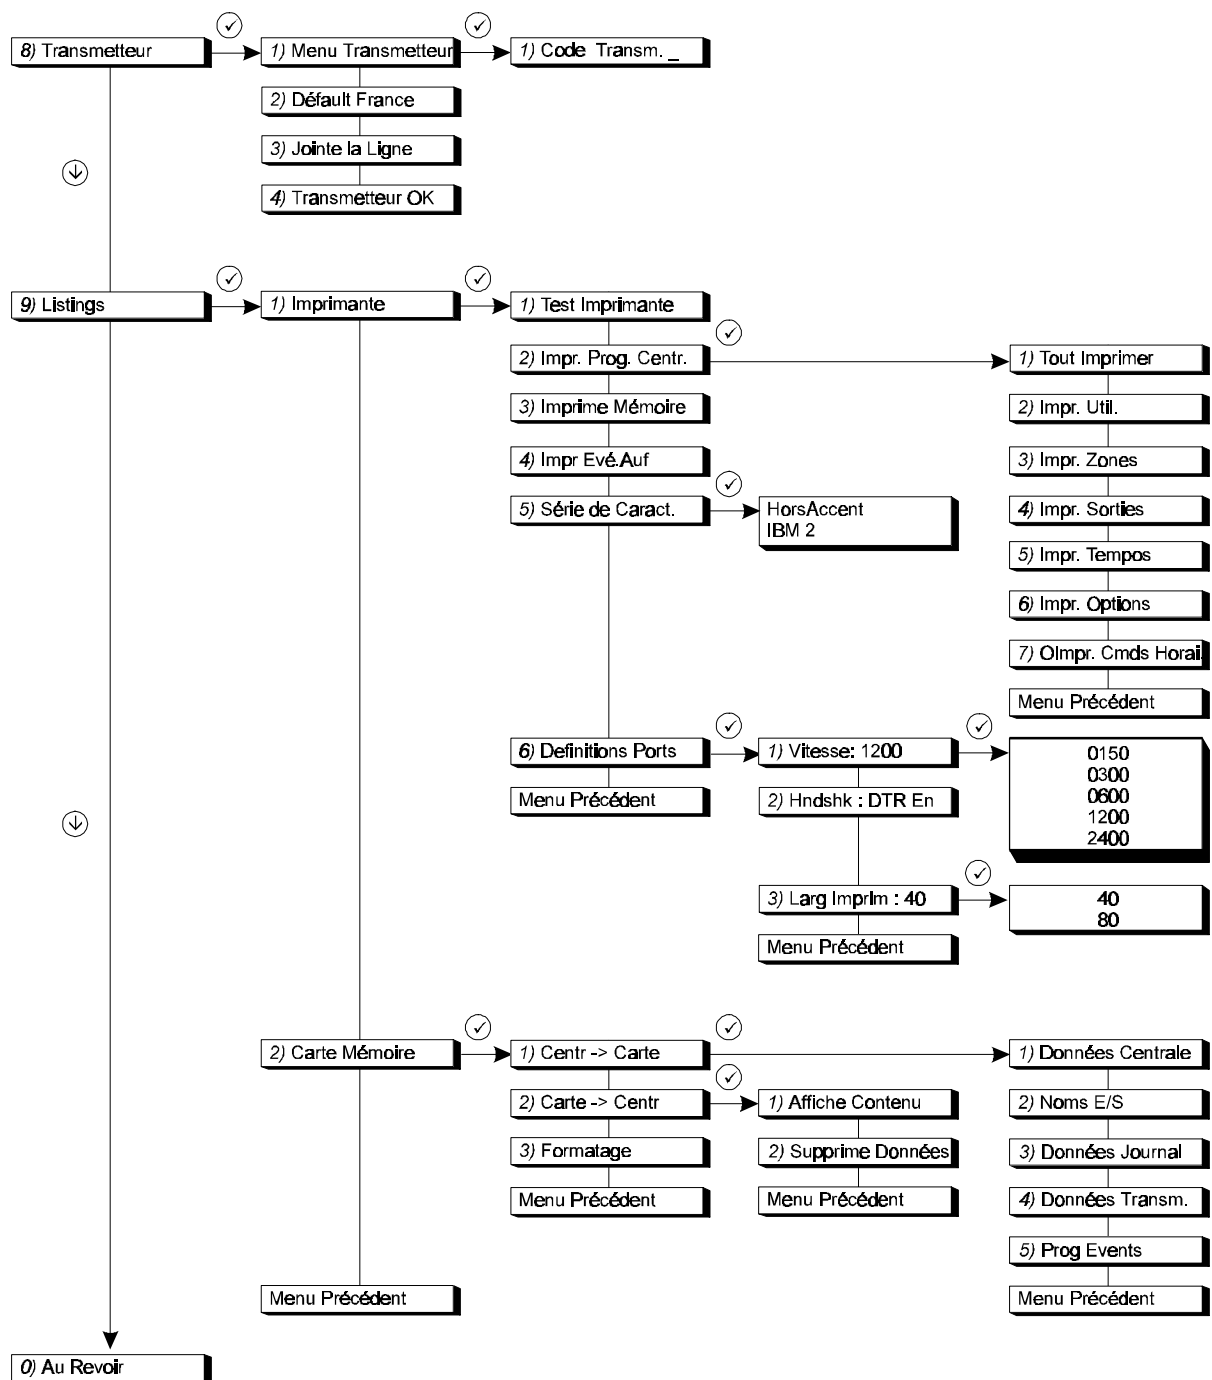 8) Transmetteur
1) Menu Transmetteur
1) Code Transm. _
2) Défault France
3) Jointe la Ligne
4) Transmetteur OK
9) Listings
1) Imprimante
1) Test Imprimante
2) Impr. Prog. Centr.
1) Tout Imprimer
3) Imprime Mémoire
2) Impr. Util.
4) Impr Evé.Auf
3) Impr. Zones
5) Série de Caract.
HorsAccent
IBM 2
4) Impr. Sorties
5) Impr. Tempos
6) Impr. Options
7) OImpr. Cmds Horai.
Menu Précédent
6) Definitions Ports
1) Vitesse: 1200
0150
0300
0600
1200
2400
Menu Précédent
2) Hndshk : DTR En
3) Larg Imprim : 40
40
80
Menu Précédent
2) Carte Mémoire
1) Centr -> Carte
1) Données Centrale
2) Carte -> Centr
1) Affiche Contenu
2) Noms E/S
3) Formatage
2) Supprime Données
3) Données Journal
Menu Précédent
Menu Précédent
4) Données Transm.
5) Prog Events
Menu Précédent
Menu Précédent
0) Au Revoir